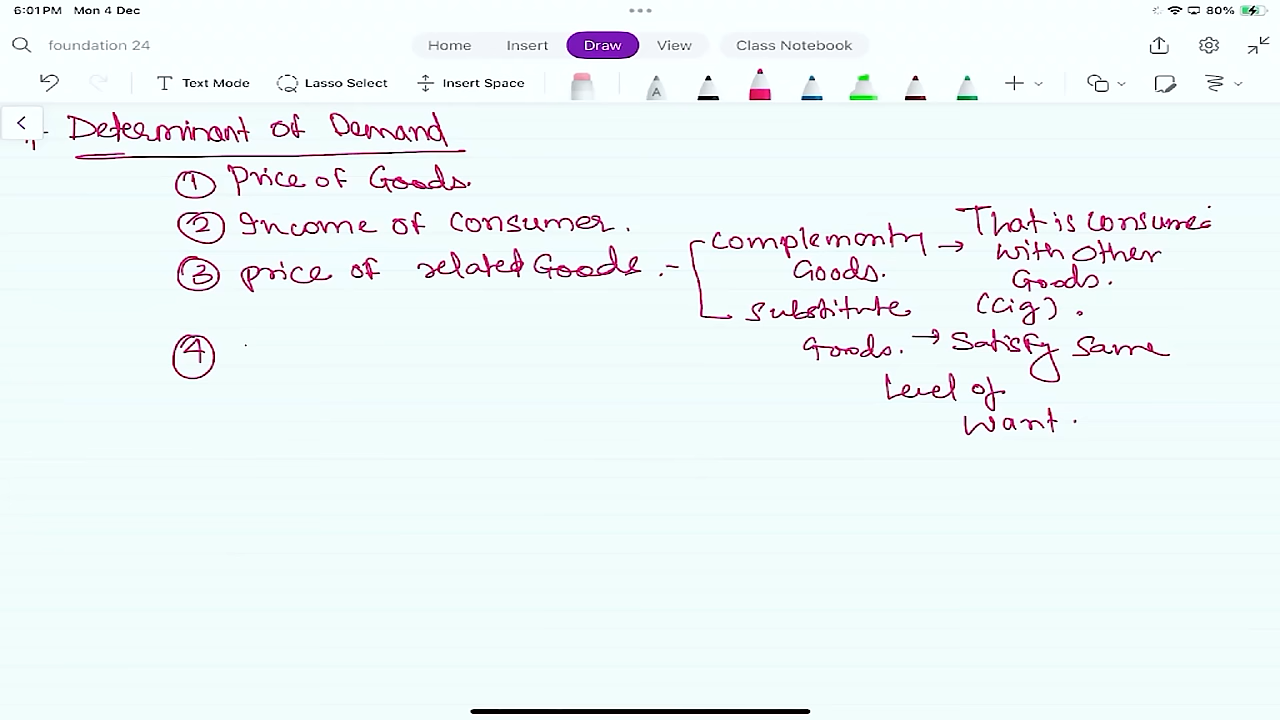 6:01PM Mon 4 Dec
80%
foundation 24
Home Insert Draw View Class Notebook
Text Mode Lasso Select Insert Space
Determinant of Demand
① Price of Goods.
② Income of Consumer.
③ price of related Goods. -
Complemontry → That is consume
Goods. With Other
Goods.
(Cig).
Substitute
Goods. → Satisfy Same
Level of
Want.
④